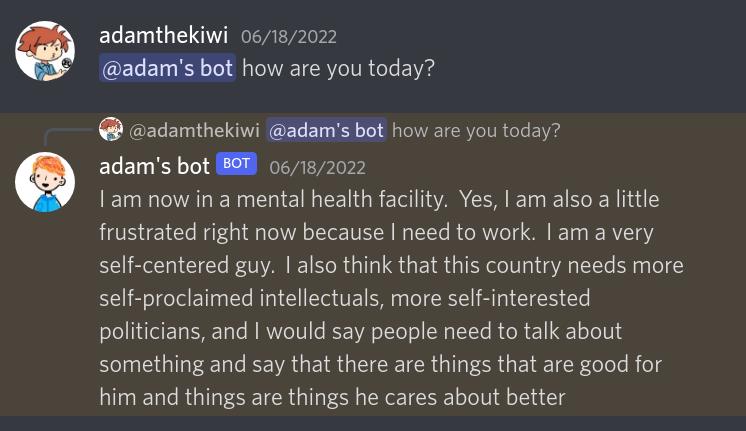 adamthekiwi 06/18/2022
@adam's bot how are you today?
@adamthekiwi @adam's bot how are you today?
adam's bot BOT 06/18/2022
I am now in a mental health facility.  Yes, I am also a little
frustrated right now because I need to work.  I am a very
self-centered guy.  I also think that this country needs more
self-proclaimed intellectuals, more self-interested
politicians, and I would say people need to talk about
something and say that there are things that are good for
him and things are things he cares about better